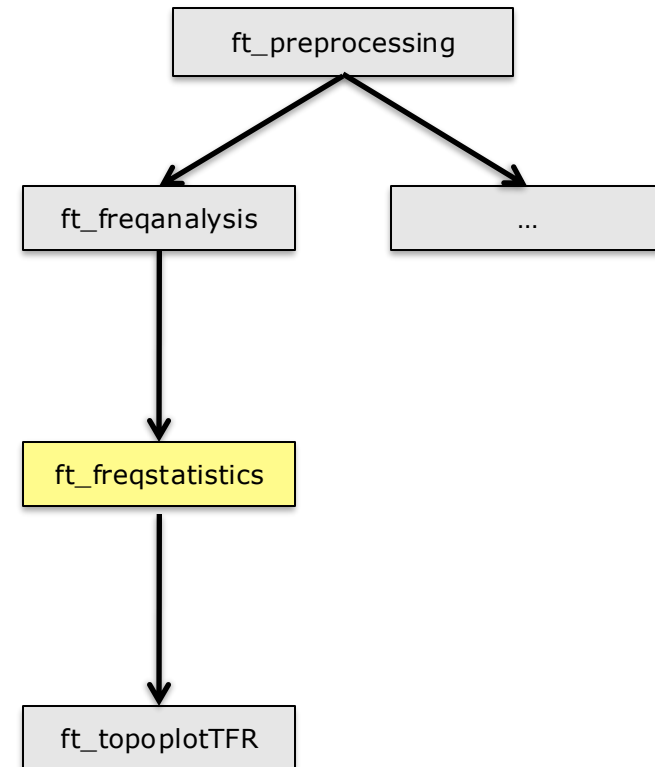 ft_preprocessing
ft_freqanalysis
...
ft_freqstatistics
ft_topoplotTFR